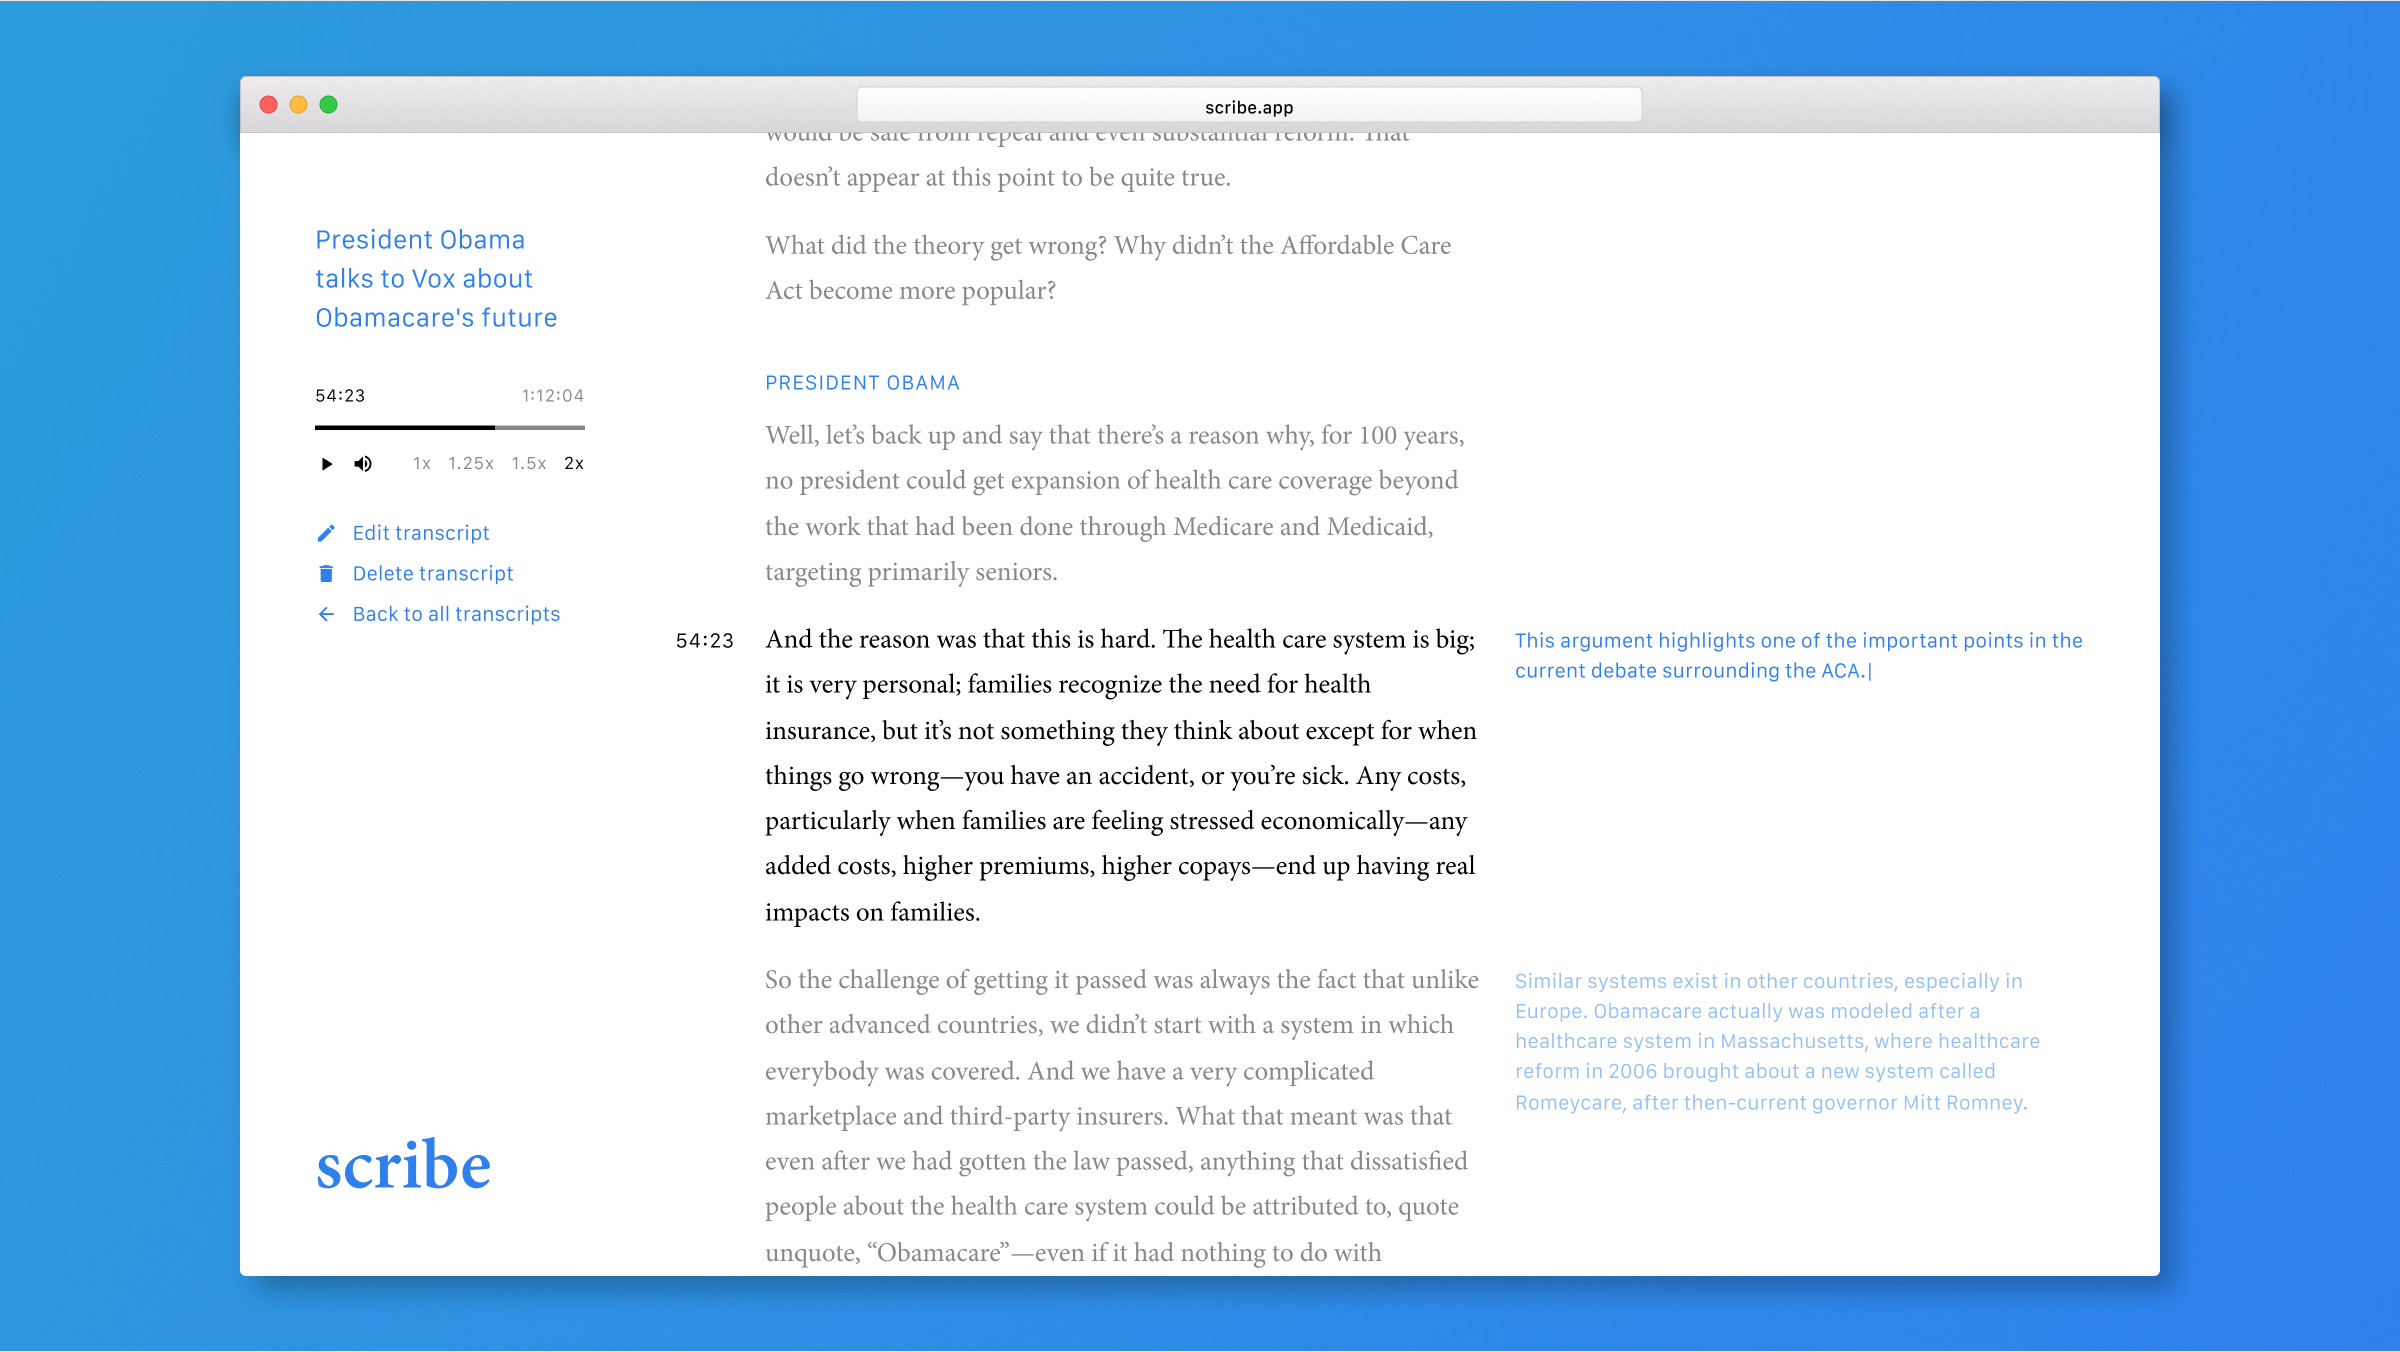 scribe.app
President Obama
talks to Vox about
Obamacare's future
54:23 1:12:04
1x 1.25x 1.5x 2x
Edit transcript
Delete transcript
Back to all transcripts
scribe
would be safe from repeal and even substantial reform. That
doesn’t appear at this point to be quite true.
What did the theory get wrong? Why didn’t the Affordable Care
Act become more popular?
PRESIDENT OBAMA
Well, let’s back up and say that there’s a reason why, for 100 years,
no president could get expansion of health care coverage beyond
the work that had been done through Medicare and Medicaid,
targeting primarily seniors.
54:23
And the reason was that this is hard. The health care system is big;
it is very personal; families recognize the need for health
insurance, but it’s not something they think about except for when
things go wrong—you have an accident, or you’re sick. Any costs,
particularly when families are feeling stressed economically—any
added costs, higher premiums, higher copays—end up having real
impacts on families.
This argument highlights one of the important points in the
current debate surrounding the ACA.
So the challenge of getting it passed was always the fact that unlike
other advanced countries, we didn’t start with a system in which
everybody was covered. And we have a very complicated
marketplace and third-party insurers. What that meant was that
even after we had gotten the law passed, anything that dissatisfied
people about the health care system could be attributed to, quote
unquote, “Obamacare”—even if it had nothing to do with
Similar systems exist in other countries, especially in
Europe. Obamacare actually was modeled after a
healthcare system in Massachusetts, where healthcare
reform in 2006 brought about a new system called
Romeycare, after then-current governor Mitt Romney.